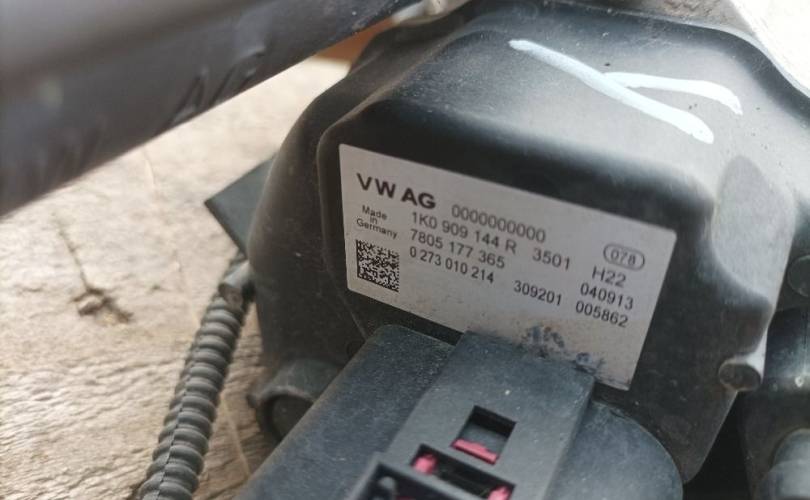 VW AG 0000000000
Made in Germany
1K0 909 144 R 3501 078
7805 177 365 H22
0 273 010 214 040913
309201 005862
AG